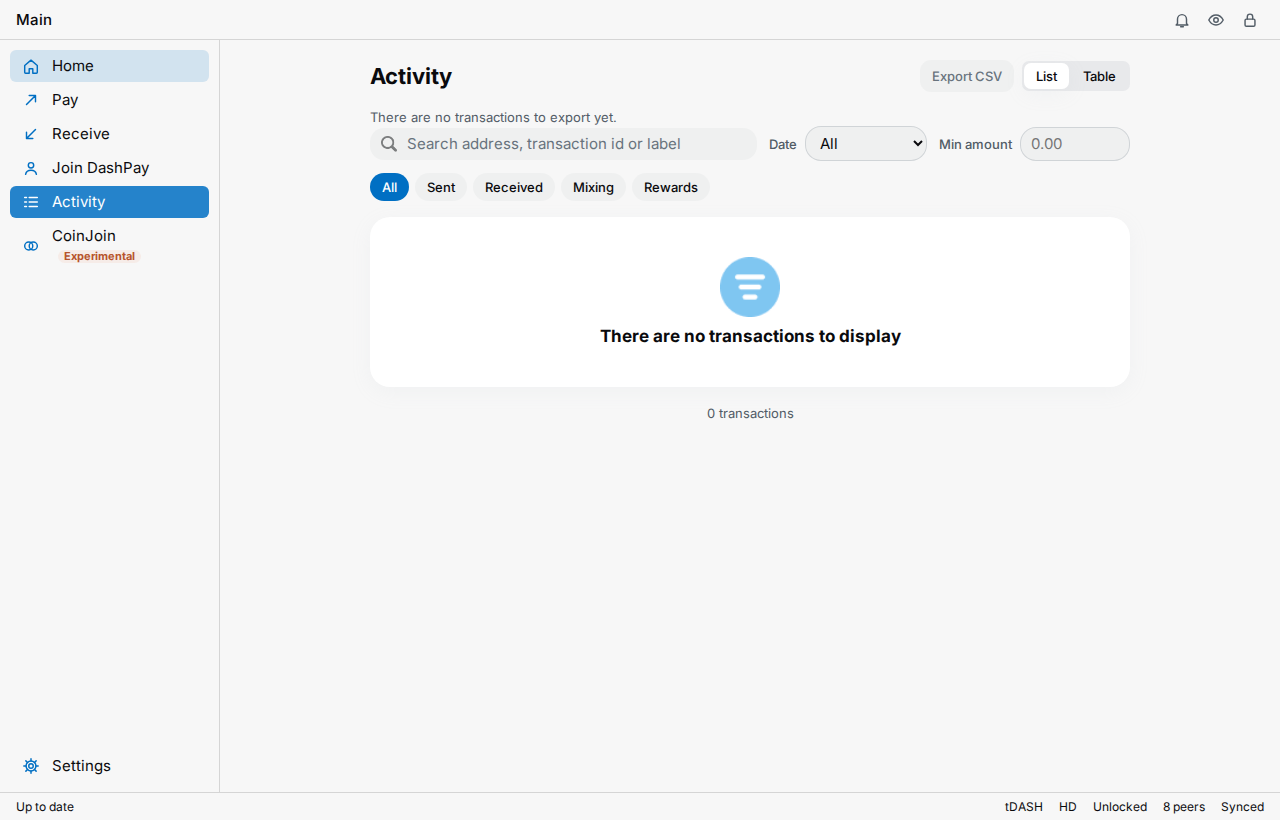 Main
Home
Pay
Receive
Join DashPay
Activity
CoinJoin
Experimental
Settings
Activity
Export CSV
List
Table
There are no transactions to export yet.
Search address, transaction id or label
Date
All
Min amount
0.00
All
Sent
Received
Mixing
Rewards
There are no transactions to display
0 transactions
Up to date
tDASH
HD
Unlocked
8 peers
Synced